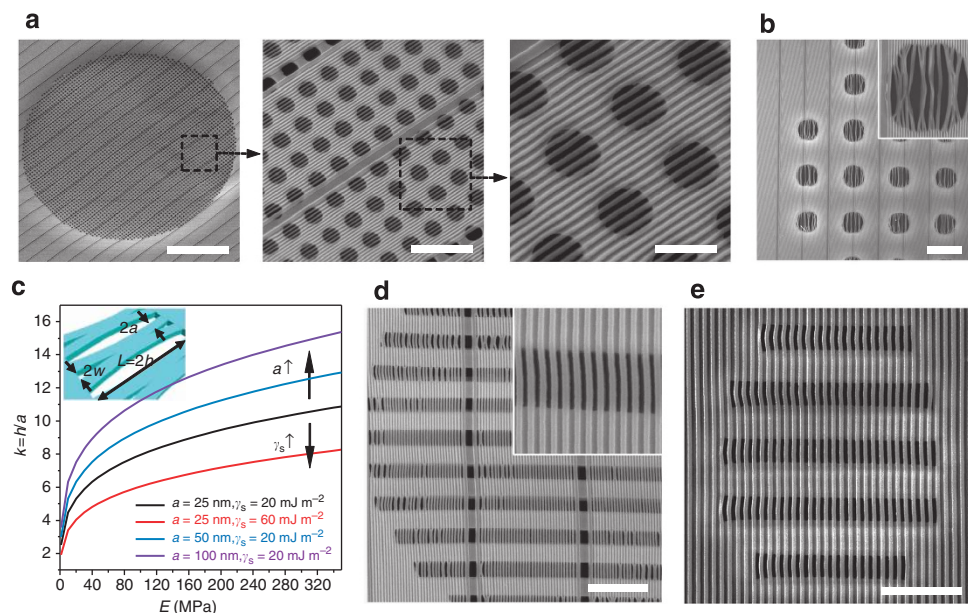 a
b
c
k=h/a
16
14
12
10
8
6
4
2
2a
L=2h
2w
a↑
γs↑
a = 25 nm,γs = 20 mJ m−2
a = 25 nm,γs = 60 mJ m−2
a = 50 nm,γs = 20 mJ m−2
a = 100 nm,γs = 20 mJ m−2
0 40 80 120 160 200 240 280 320
E (MPa)
d
e